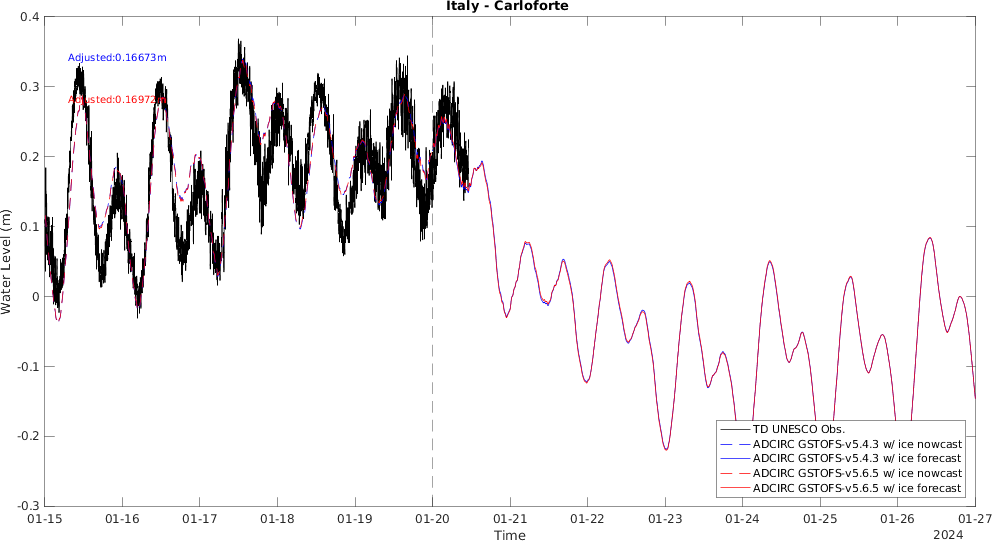 Italy - Carloforte
Adjusted:0.16673m
Adjusted:0.16972m
Water Level (m)
0.4
0.3
0.2
0.1
0
-0.1
-0.2
-0.3
TD UNESCO Obs.
ADCIRC GSTOFS-v5.4.3 w/ ice nowcast
ADCIRC GSTOFS-v5.4.3 w/ ice forecast
ADCIRC GSTOFS-v5.6.5 w/ ice nowcast
ADCIRC GSTOFS-v5.6.5 w/ ice forecast
01-15 01-16 01-17 01-18 01-19 01-20 01-21 01-22 01-23 01-24 01-25 01-26 01-27
Time
2024